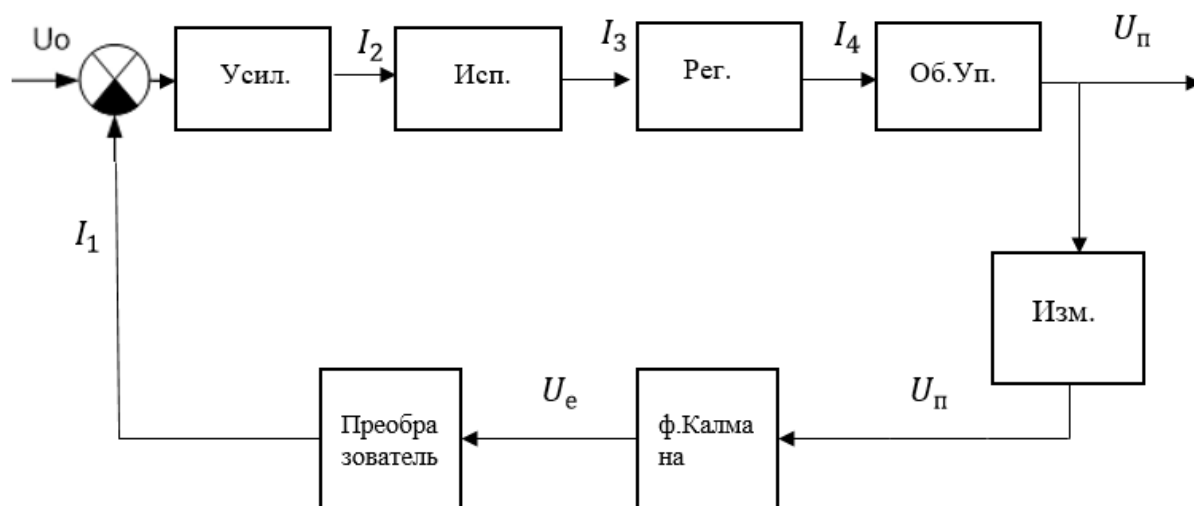 Uo
Усил.
I₂
Исп.
I₃
Рег.
I₄
Об.Уп.
Uп
I₁
Изм.
Преобра
зователь
Uе
ф.Калма
на
Uп